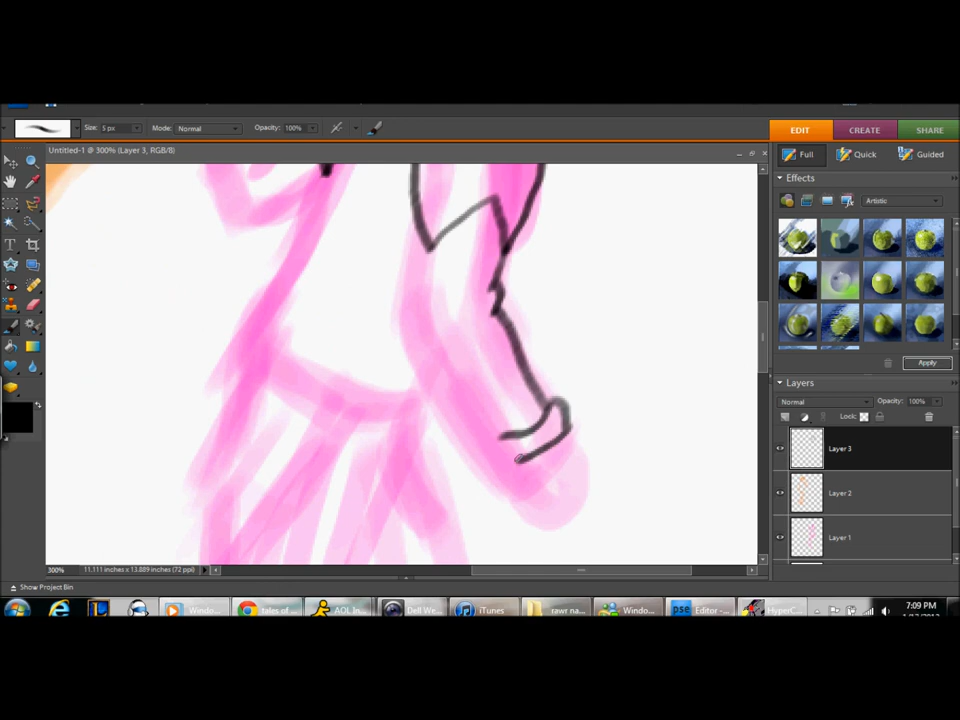 Size: 5 px Mode: Normal Opacity: 100%
EDIT CREATE SHARE
Untitled-1 @ 300% (Layer 3, RGB/8)
Full Quick Guided
Effects
Artistic
Apply
Layers
Normal Opacity: 100%
Lock:
Layer 3
Layer 2
Layer 1
300% 11.111 inches x 13.889 inches (72 ppi)
Show Project Bin
Windo... tales of... AOL In... Dell We... iTunes rawr na... Windo... pse Editor -... HyperC...
7:09 PM